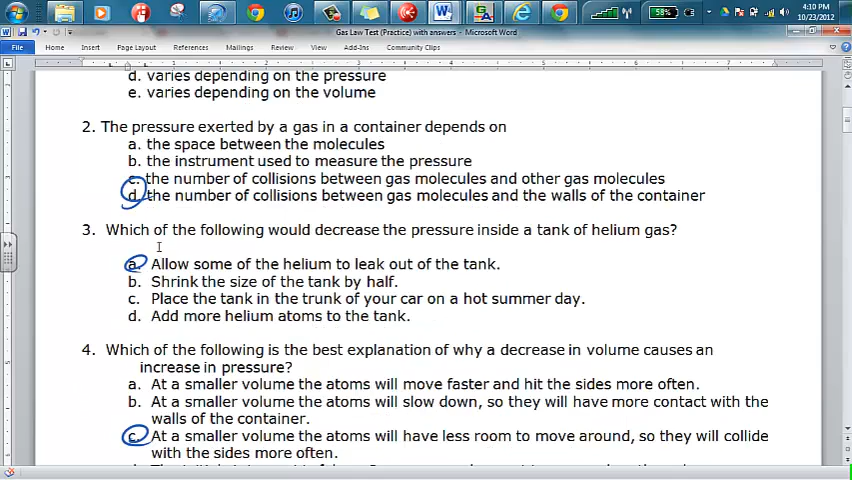 4:10 PM
58%
10/23/2012
Gas Law Test (Practice) with answers - Microsoft Word
File Home Insert Page Layout References Mailings Review View Add-Ins Community Clips
1 2 3 4 5 6 7
d. varies depending on the pressure
e. varies depending on the volume
2. The pressure exerted by a gas in a container depends on
a. the space between the molecules
b. the instrument used to measure the pressure
c. the number of collisions between gas molecules and other gas molecules
d. the number of collisions between gas molecules and the walls of the container
3. Which of the following would decrease the pressure inside a tank of helium gas?
a. Allow some of the helium to leak out of the tank.
b. Shrink the size of the tank by half.
c. Place the tank in the trunk of your car on a hot summer day.
d. Add more helium atoms to the tank.
4. Which of the following is the best explanation of why a decrease in volume causes an
increase in pressure?
a. At a smaller volume the atoms will move faster and hit the sides more often.
b. At a smaller volume the atoms will slow down, so they will have more contact with the
walls of the container.
c. At a smaller volume the atoms will have less room to move around, so they will collide
with the sides more often.